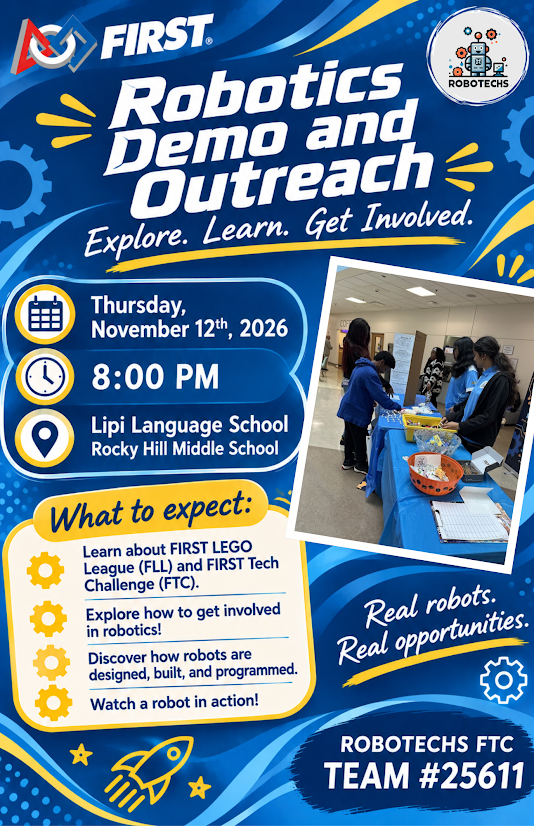 FIRST®
ROBOTECHS
Robotics
Demo and
Outreach
Explore. Learn. Get Involved.
Thursday,
November 12th, 2026
8:00 PM
Lipi Language School
Rocky Hill Middle School
What to expect:
Learn about FIRST LEGO
League (FLL) and FIRST Tech
Challenge (FTC).
Explore how to get involved
in robotics!
Discover how robots are
designed, built, and programmed.
Watch a robot in action!
Real robots.
Real opportunities.
ROBOTECHS FTC
TEAM #25611